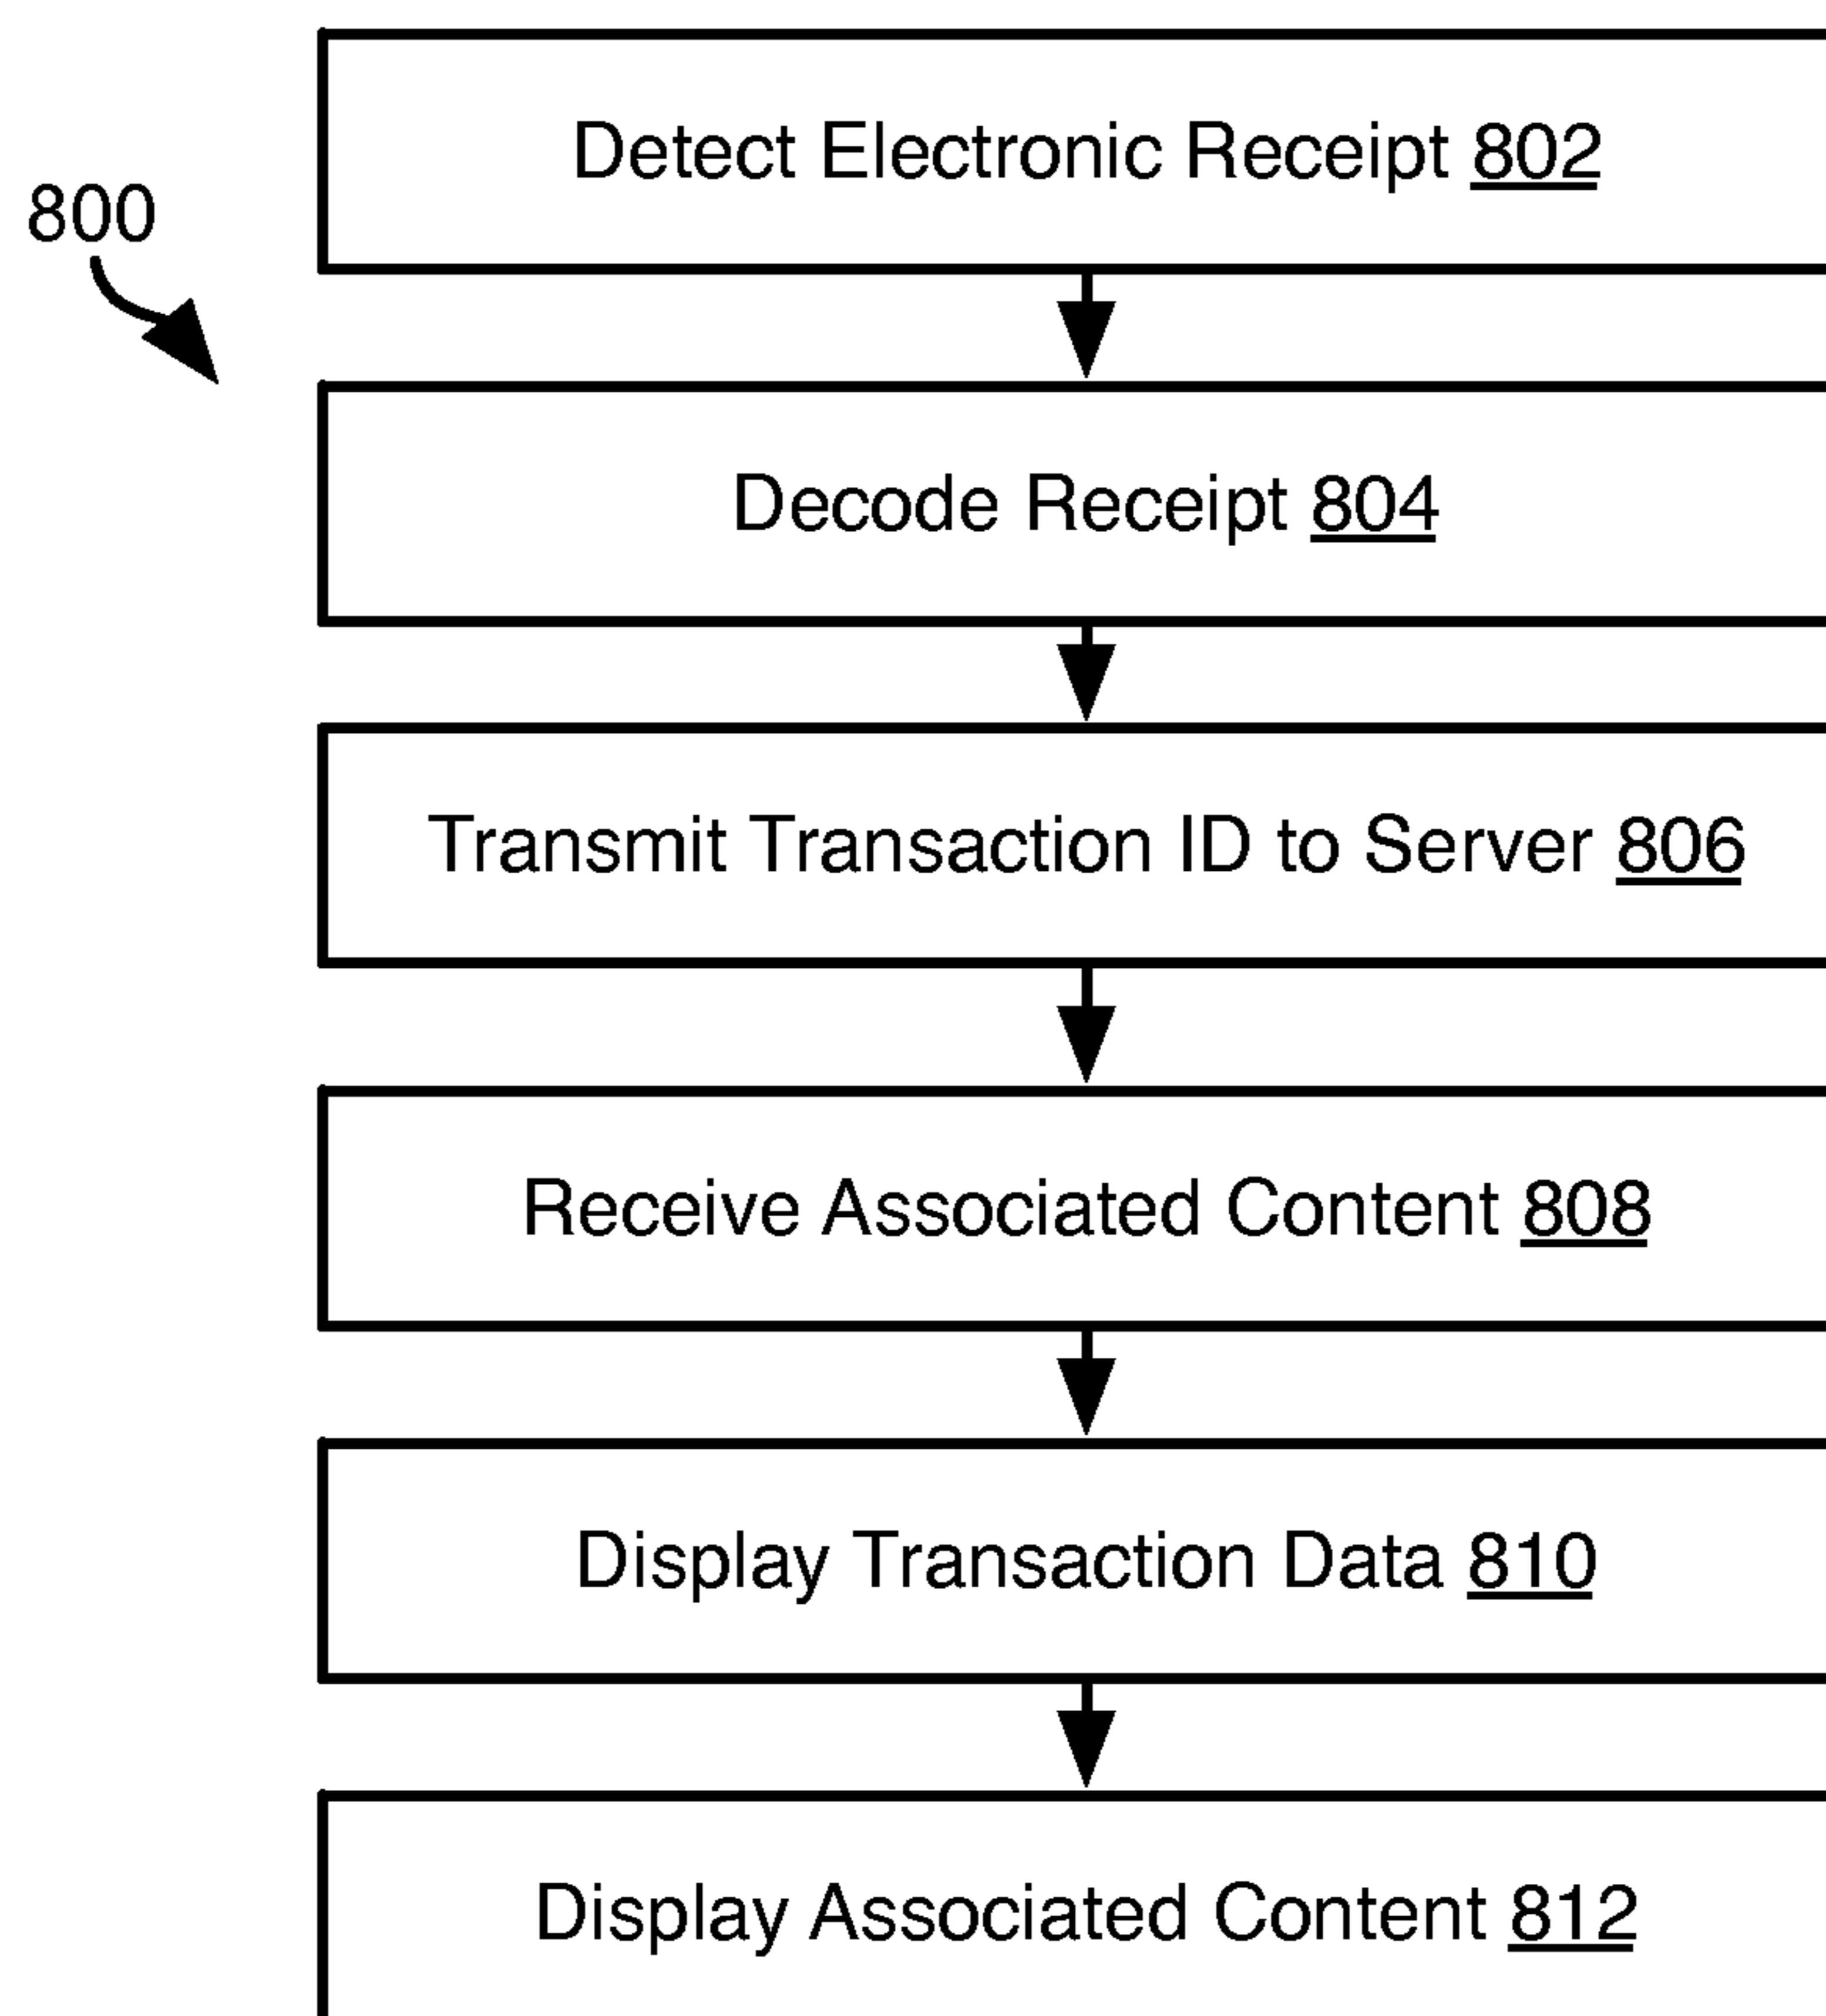 Detect Electronic Receipt 802
800
Decode Receipt 804
Transmit Transaction ID to Server 806
Receive Associated Content 808
Display Transaction Data 810
Display Associated Content 812